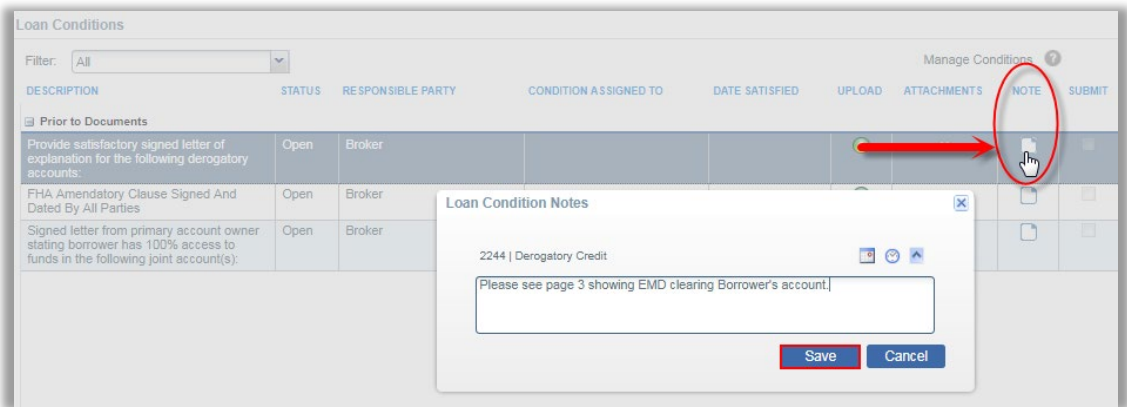 Loan Conditions
Filter: All
Manage Conditions ?
DESCRIPTION STATUS RESPONSIBLE PARTY CONDITION ASSIGNED TO DATE SATISFIED UPLOAD ATTACHMENTS NOTE SUBMIT
Prior to Documents
Provide satisfactory signed letter of Open Broker
explanation for the following derogatory
accounts:
FHA Amendatory Clause Signed And Open Broker
Dated By All Parties
Signed letter from primary account owner Open Broker
stating borrower has 100% access to
funds in the following joint account(s):
Loan Condition Notes
2244 | Derogatory Credit
Please see page 3 showing EMD clearing Borrower's account.
Save Cancel